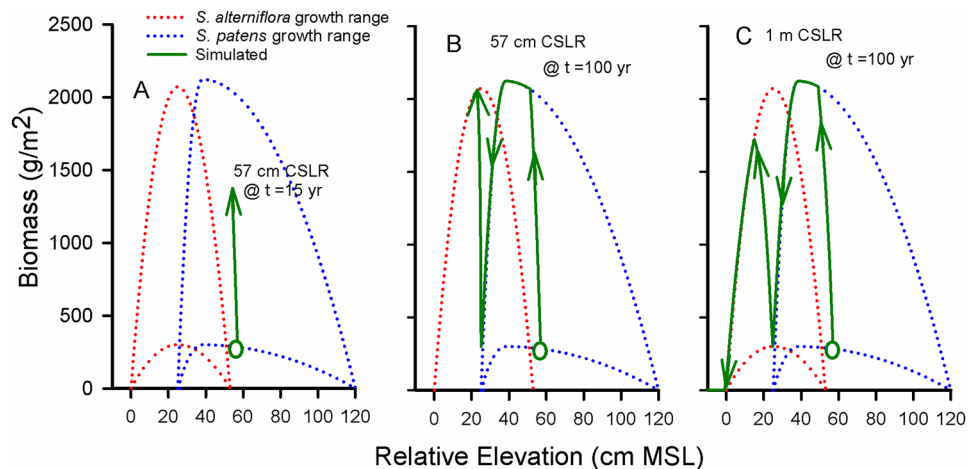 S. alterniflora growth range
S. patens growth range
Simulated
A
57 cm CSLR
@ t =15 yr
B
57 cm CSLR
@ t =100 yr
C
1 m CSLR
@ t =100 yr
Biomass (g/m2)
2500
2000
1500
1000
500
0
0 20 40 60 80 100 120
0 20 40 60 80 100 120
0 20 40 60 80 100 120
Relative Elevation (cm MSL)